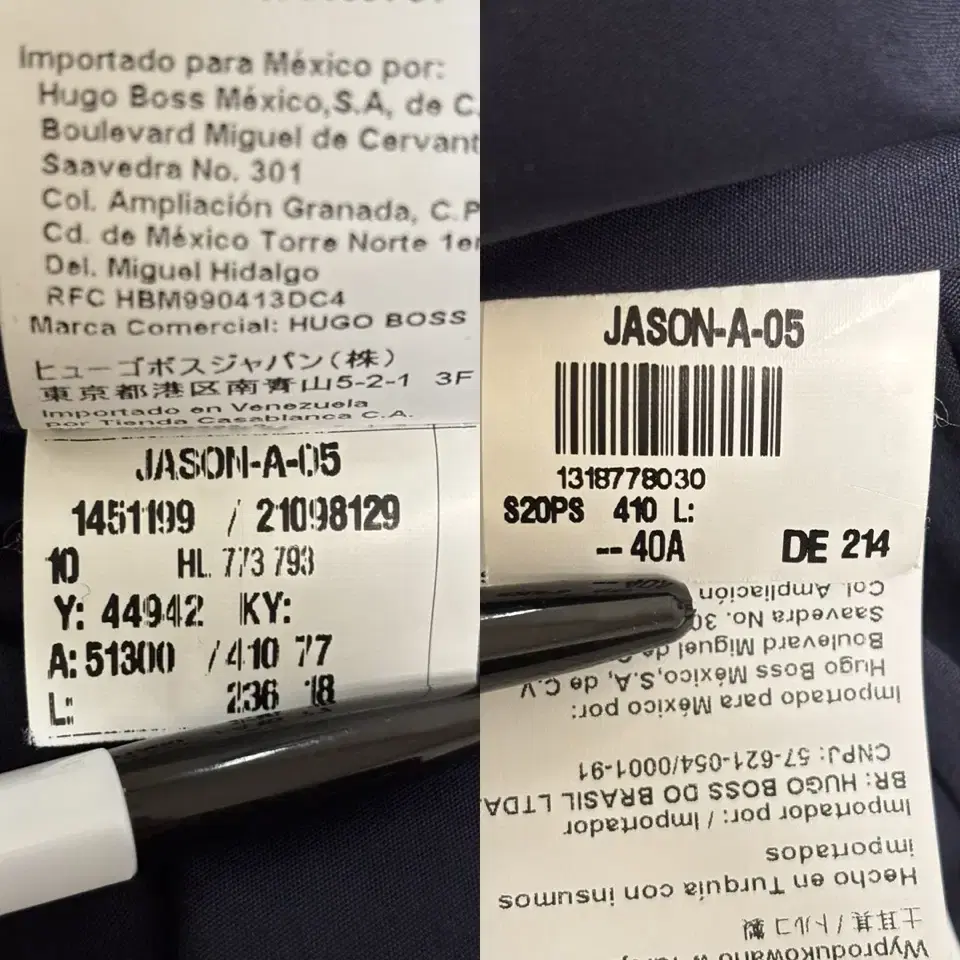 Importado para México por:
Hugo Boss México,S.A, de C.
Boulevard Miguel de Cervant
Saavedra No. 301
Col. Ampliación Granada, C.P
Cd. de México Torre Norte 1er
Del. Miguel Hidalgo
RFC HBM990413DC4
Marca Comercial: HUGO BOSS
ヒューゴボスジャパン(株)
東京都港区南青山5-2-1 3F
Importado en Venezuela
por Tienda Casablanca C.A.
JASON-A-05
1451199 / 21098129
10 HL. 773 793
Y: 44942 KY:
A: 51300 / 410 77
L: 236 18
JASON-A-05
1318778030
S20PS 410 L:
-- 40A DE 214
Wyprodukowano w
土耳其 / トルコ製
Hecho en Turquía con insumos
importados
Importador por: / Importador
BR: HUGO BOSS DO BRASIL LTDA
CNPJ: 57-621-054/0001-91
Importado para México por:
Hugo Boss México,S.A, de C.V
Boulevard Miguel de
Saavedra No. 30
Col. Ampliación